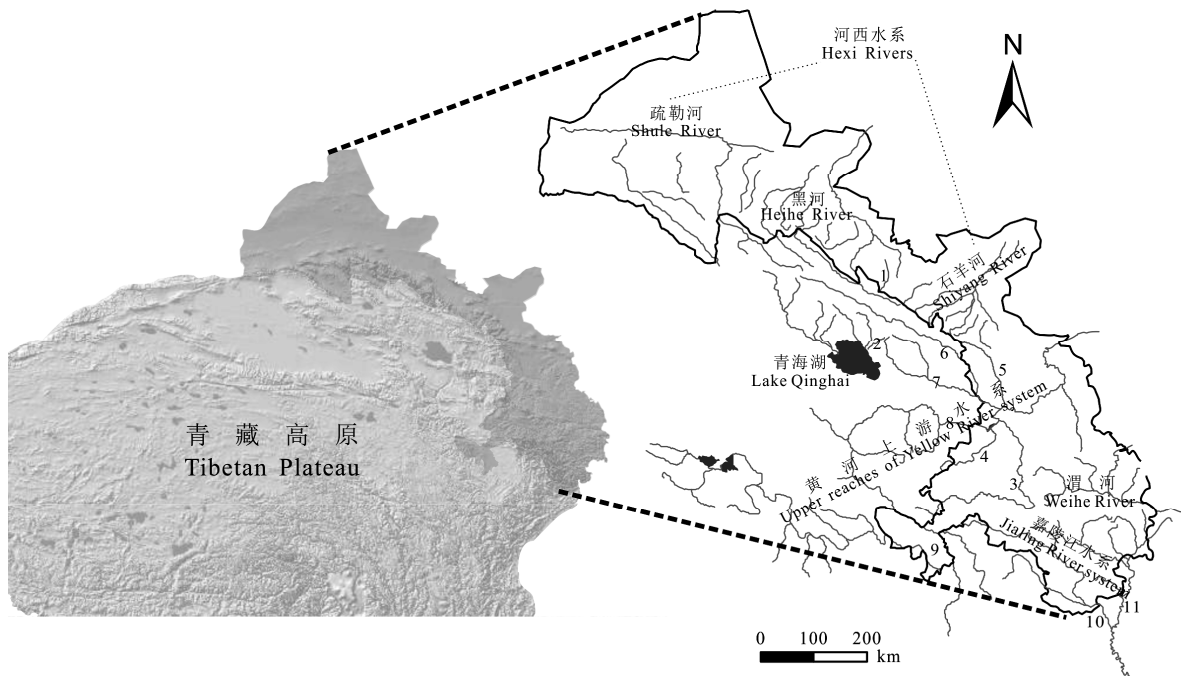 河西水系
Hexi Rivers
N
疏勒河
Shule River
黑河
Heihe River
石羊河
Shiyang River
1
2
6
5
青海湖
Lake Qinghai
7
8
黄河上游水系
Upper reaches of Yellow River system
青藏高原
Tibetan Plateau
4
3
渭河
Weihe River
嘉陵江水系
Jialing River system
9
10
11
0 100 200
km